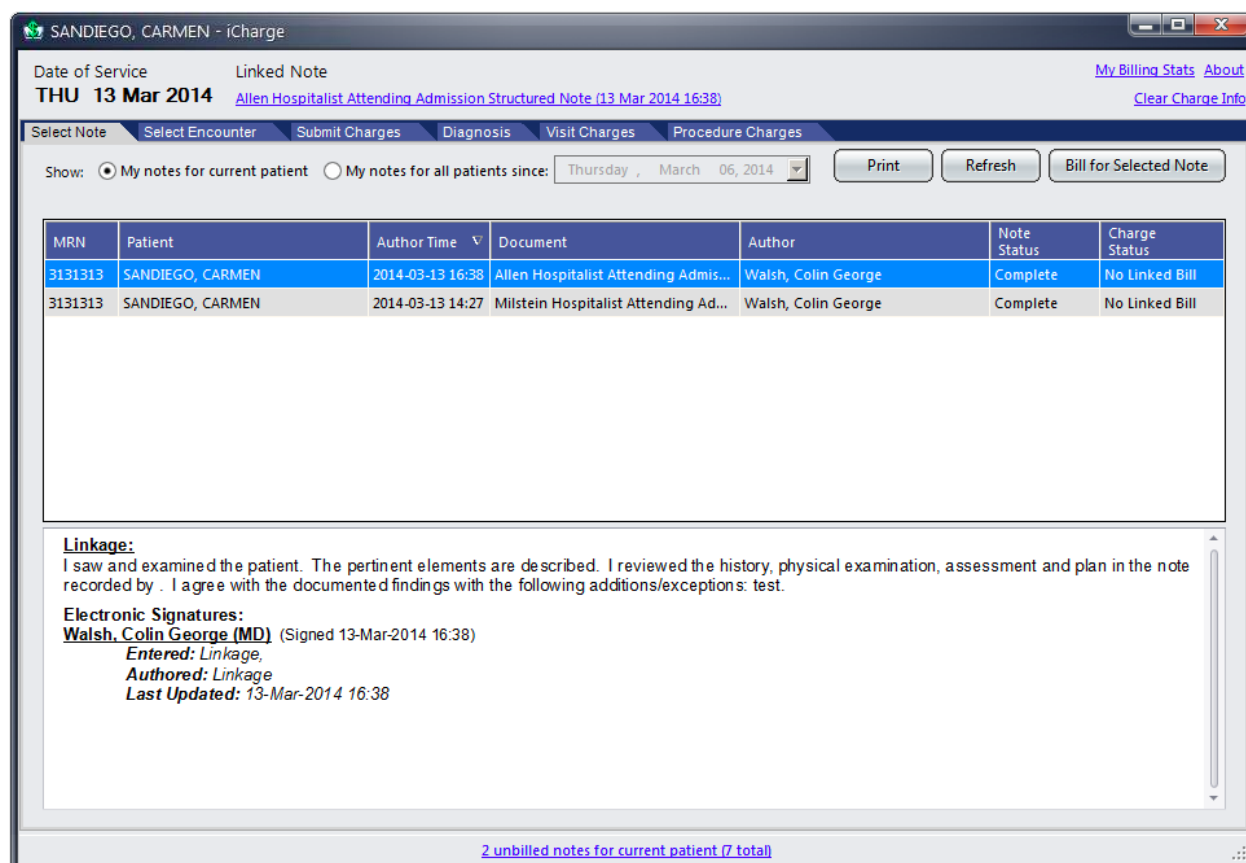 SANDIEGO, CARMEN - iCharge
Date of Service Linked Note My Billing Stats About
THU 13 Mar 2014 Allen Hospitalist Attending Admission Structured Note (13 Mar 2014 16:38) Clear Charge Info
Select Note Select Encounter Submit Charges Diagnosis Visit Charges Procedure Charges
Show: My notes for current patient My notes for all patients since: Thursday , March 06, 2014 Print Refresh Bill for Selected Note
MRN Patient Author Time Document Author Note Status Charge Status
3131313 SANDIEGO, CARMEN 2014-03-13 16:38 Allen Hospitalist Attending Admis... Walsh, Colin George Complete No Linked Bill
3131313 SANDIEGO, CARMEN 2014-03-13 14:27 Milstein Hospitalist Attending Ad... Walsh, Colin George Complete No Linked Bill
Linkage:
I saw and examined the patient. The pertinent elements are described. I reviewed the history, physical examination, assessment and plan in the note
recorded by . I agree with the documented findings with the following additions/exceptions: test.
Electronic Signatures:
Walsh, Colin George (MD) (Signed 13-Mar-2014 16:38)
Entered: Linkage,
Authored: Linkage
Last Updated: 13-Mar-2014 16:38
2 unbilled notes for current patient (7 total)